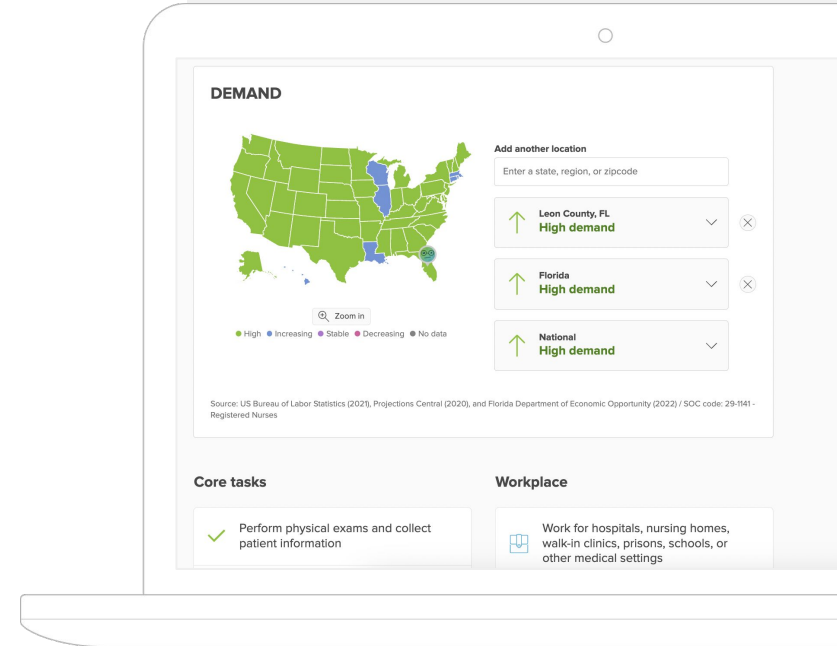 DEMAND
Add another location
Enter a state, region, or zipcode
Leon County, FL
High demand
Florida
High demand
National
High demand
Zoom in
High Increasing Stable Decreasing No data
Source: US Bureau of Labor Statistics (2021), Projections Central (2020), and Florida Department of Economic Opportunity (2022) / SOC code: 29-1141 -
Registered Nurses
Core tasks
Perform physical exams and collect
patient information
Workplace
Work for hospitals, nursing homes,
walk-in clinics, prisons, schools, or
other medical settings